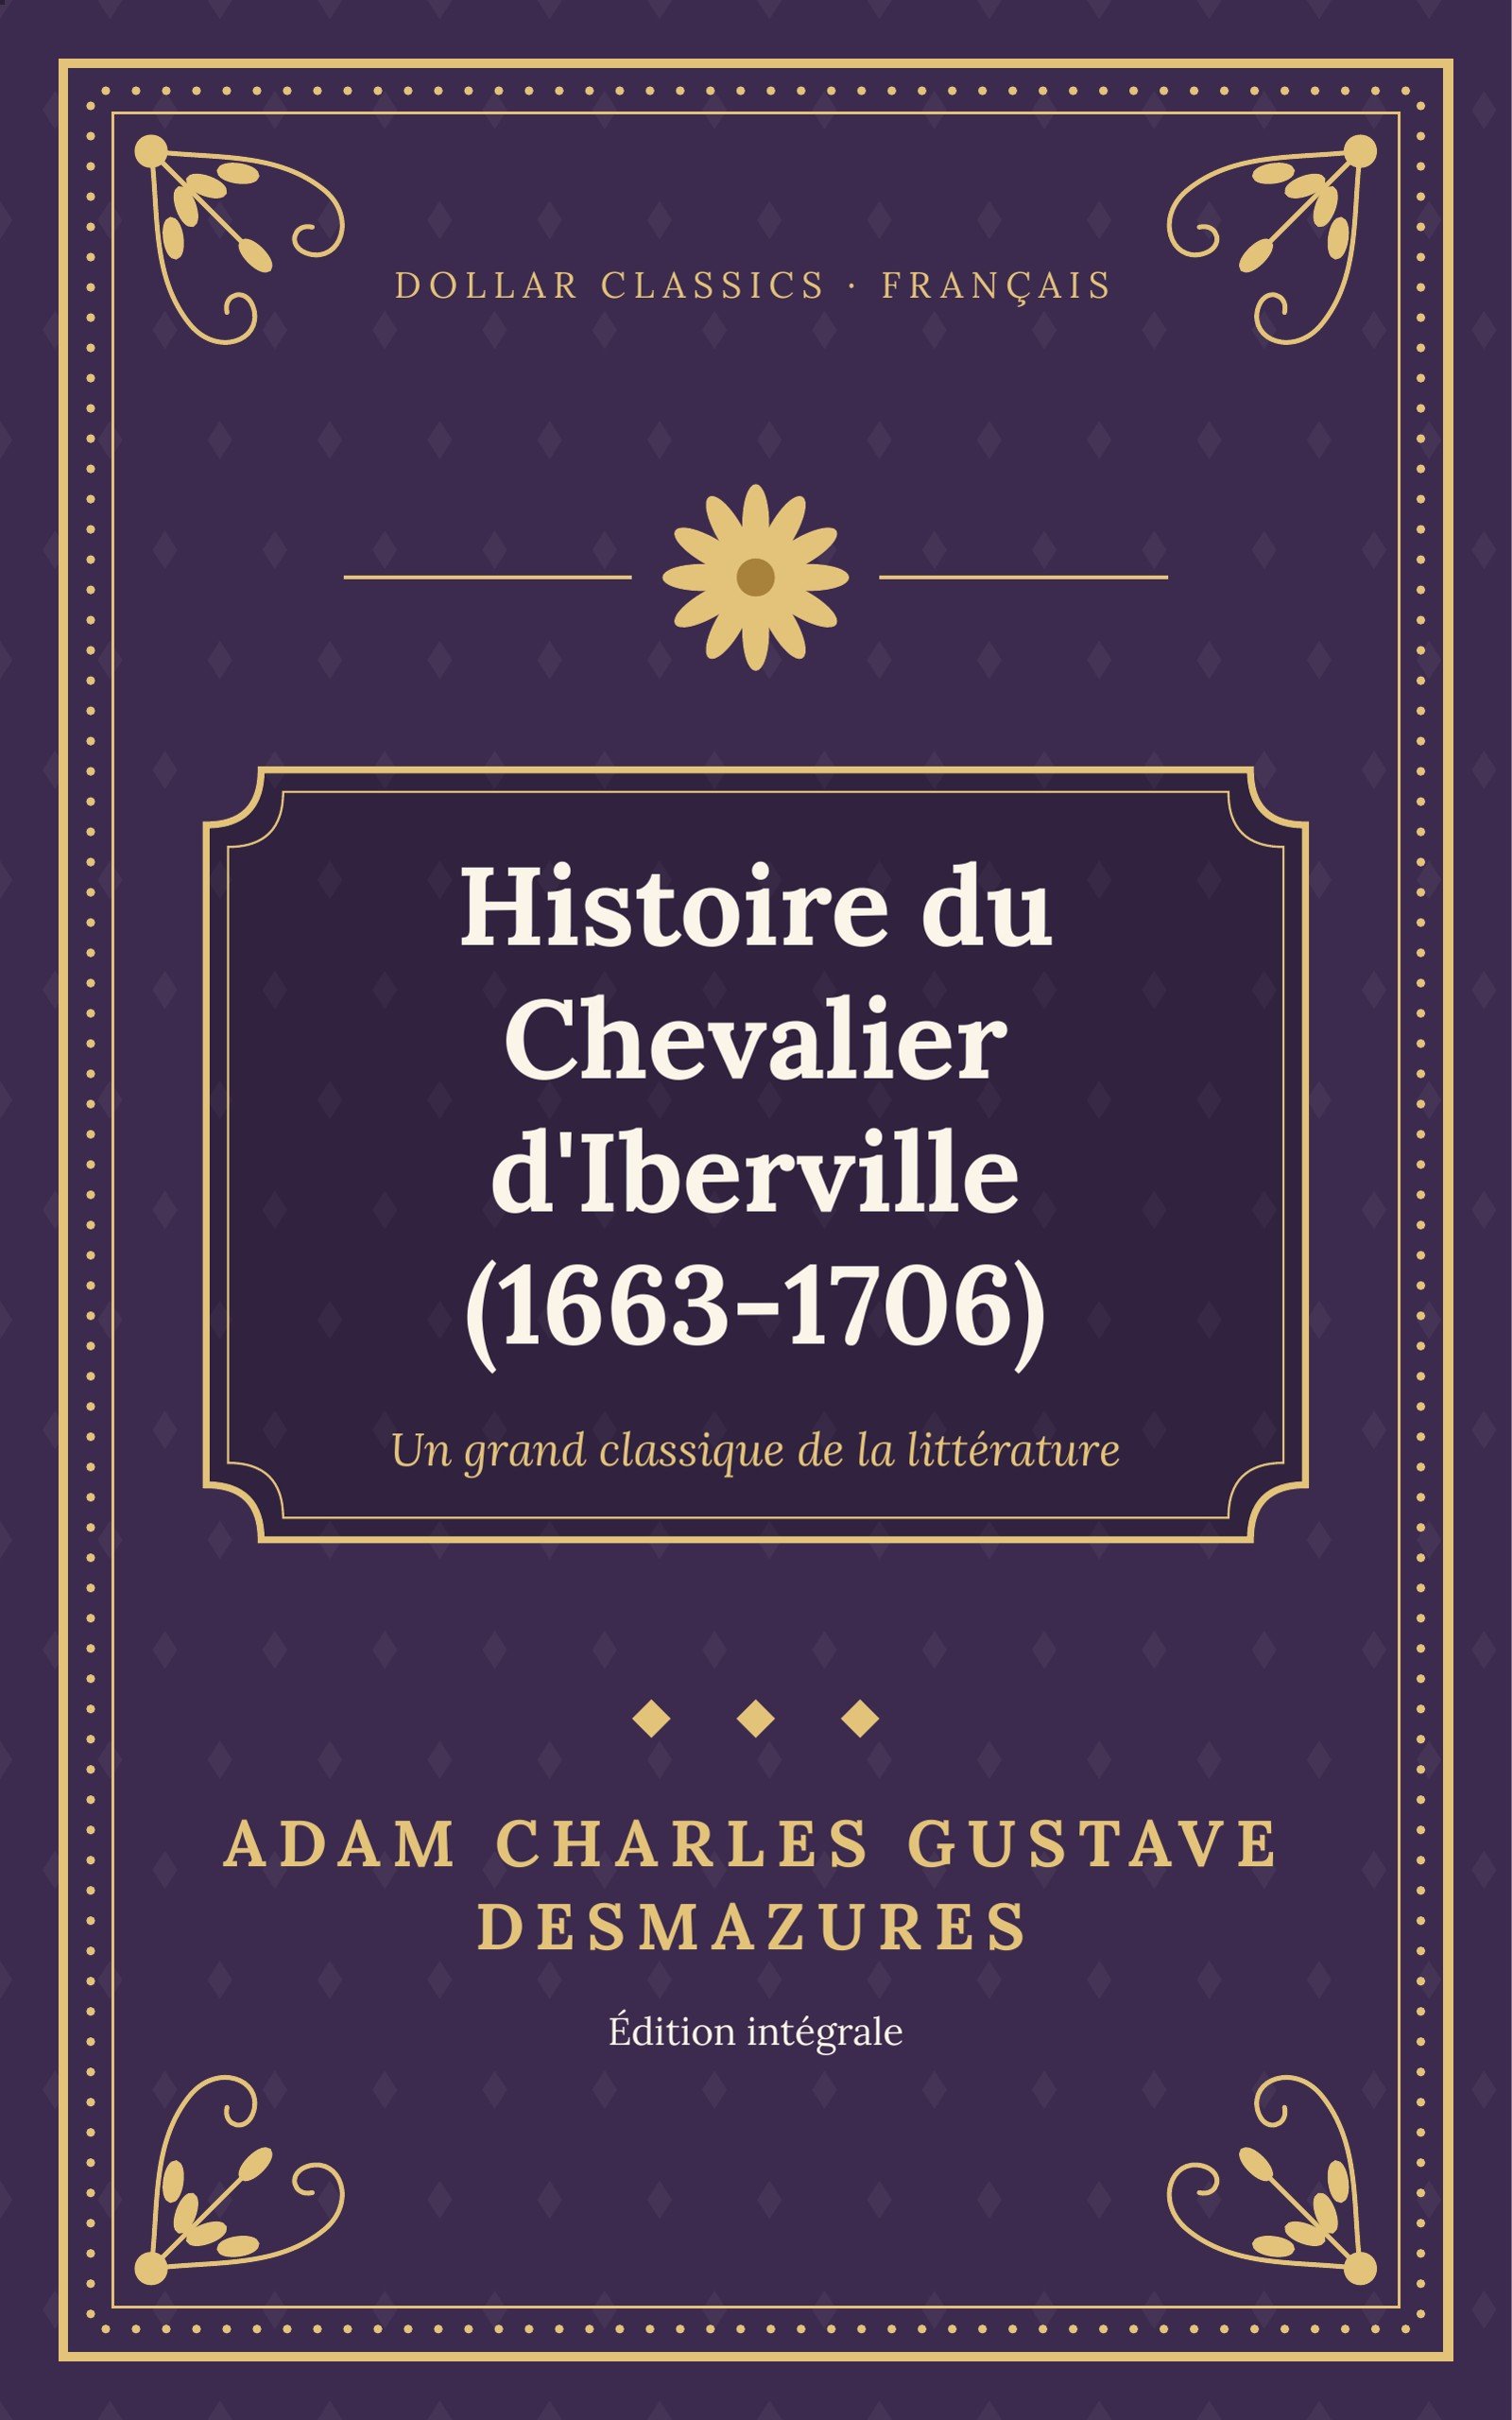 DOLLAR CLASSICS · FRANÇAIS
Histoire du
Chevalier
d'Iberville
(1663-1706)
Un grand classique de la littérature
ADAM CHARLES GUSTAVE
DESMAZURES
Édition intégrale